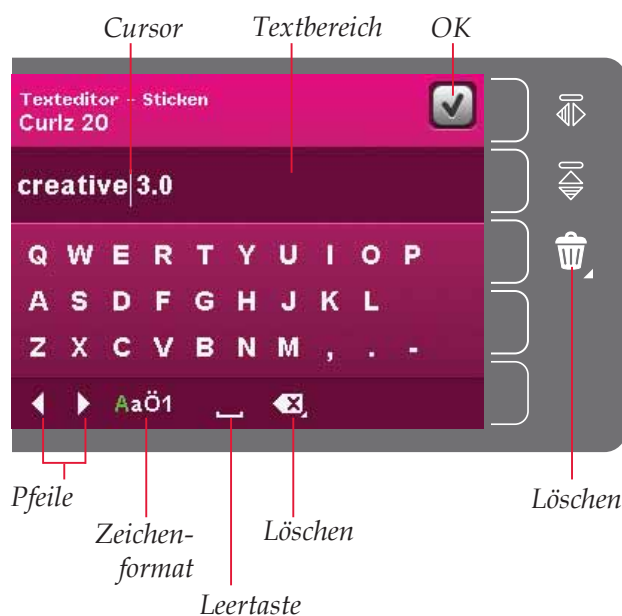 Cursor Textbereich OK
Texteditor - Sticken
Curlz 20
creative 3.0
Q W E R T Y U I O P
A S D F G H J K L
Z X C V B N M , . -
AaÖ1
Pfeile
Löschen
Zeichen-
format
Löschen
Leertaste